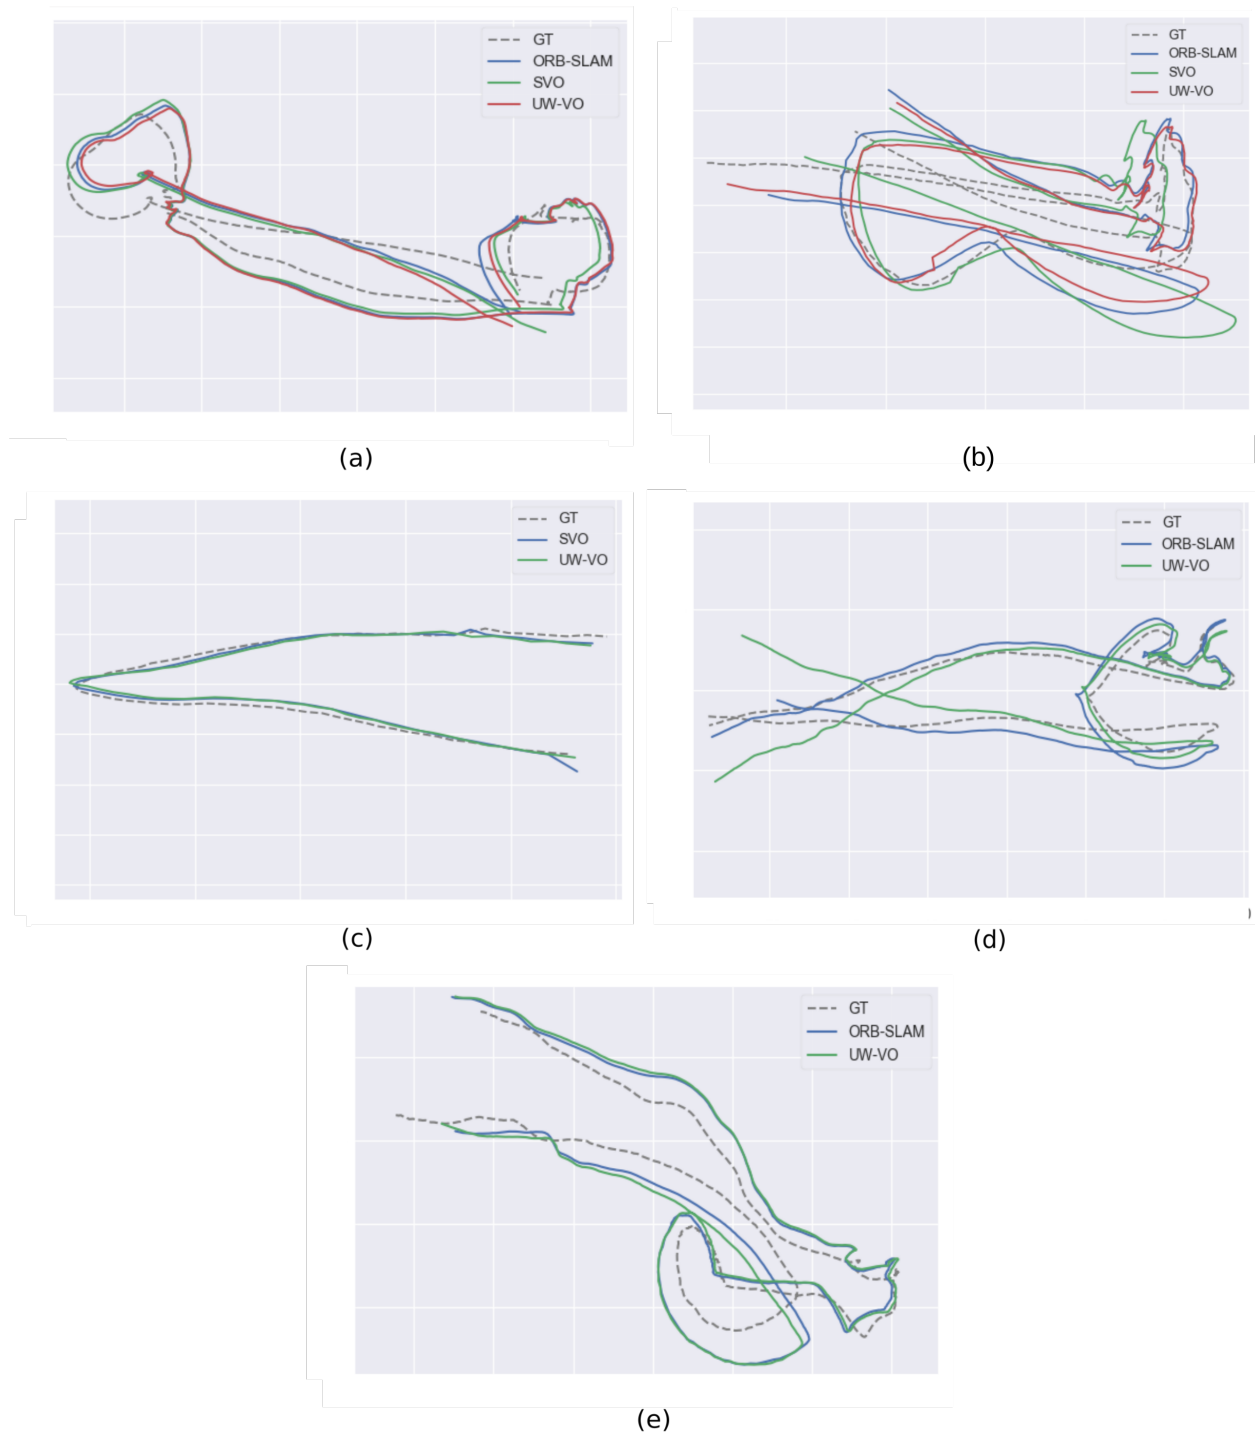 GT
ORB-SLAM
SVO
UW-VO
(a)
GT
ORB-SLAM
SVO
UW-VO
(b)
GT
SVO
UW-VO
(c)
GT
ORB-SLAM
UW-VO
(d)
GT
ORB-SLAM
UW-VO
(e)